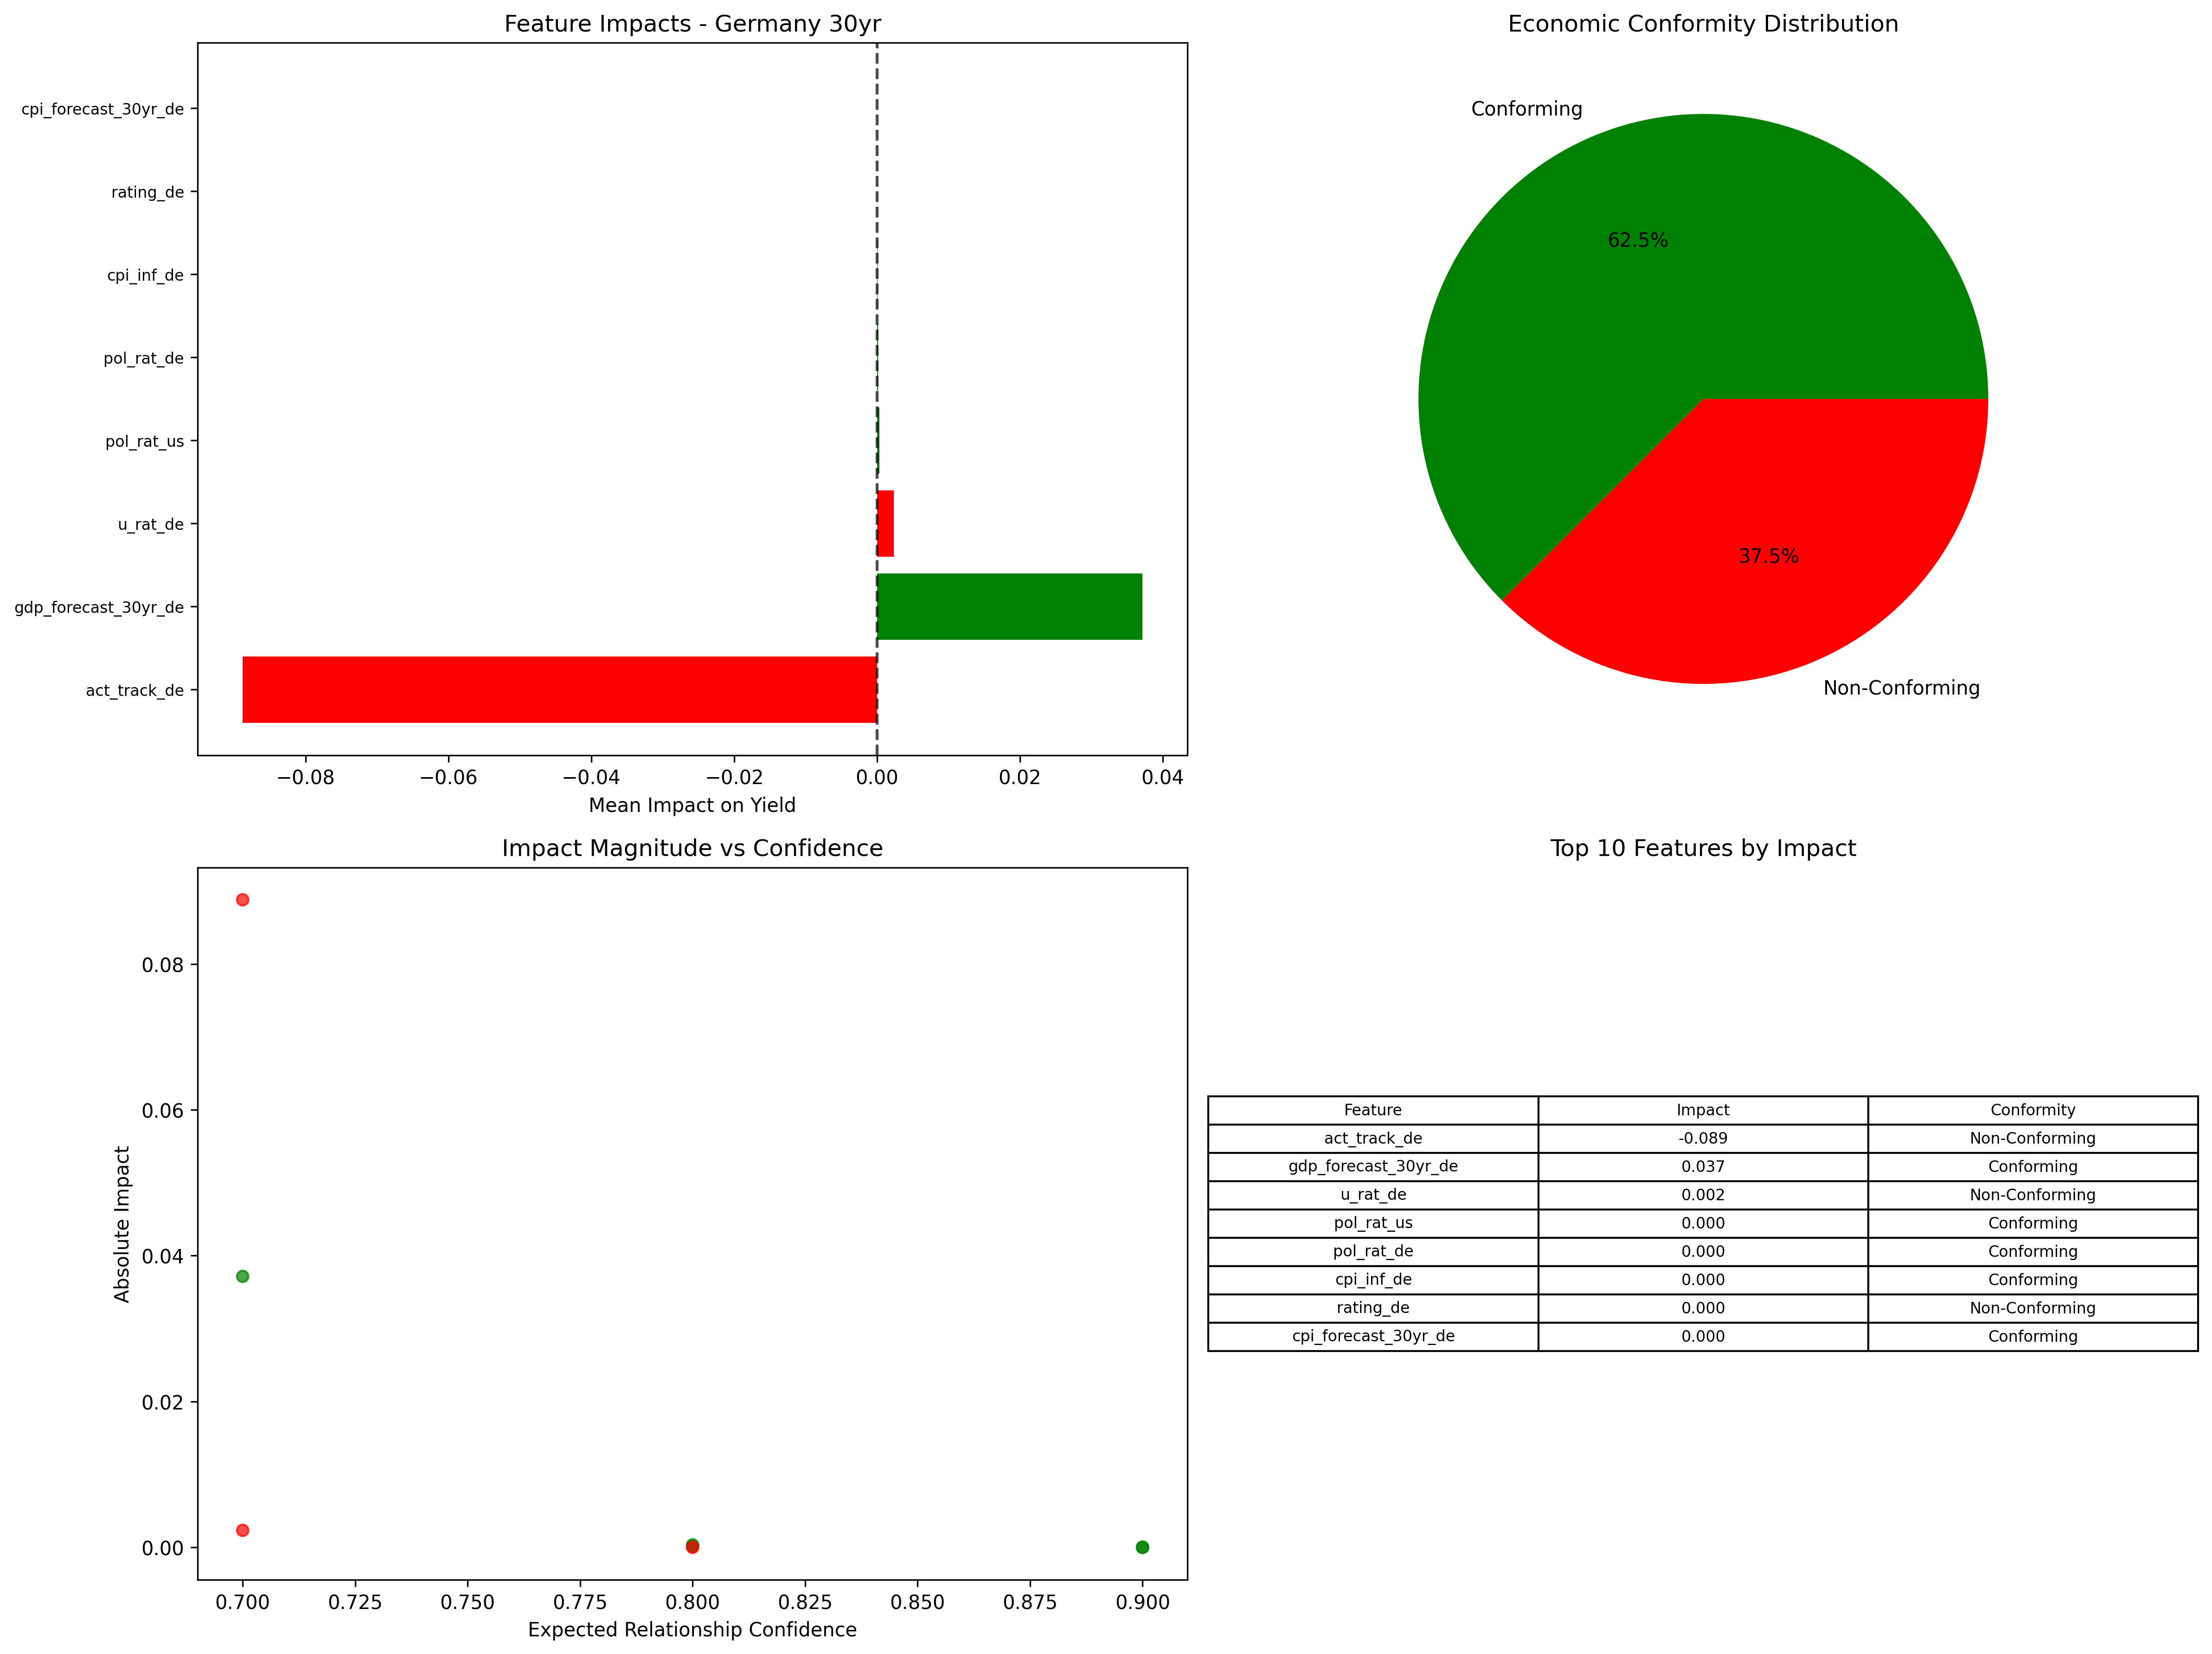 Feature Impacts - Germany 30yr
cpi_forecast_30yr_de
rating_de
cpi_inf_de
pol_rat_de
pol_rat_us
u_rat_de
gdp_forecast_30yr_de
act_track_de
−0.08 −0.06 −0.04 −0.02 0.00 0.02 0.04
Mean Impact on Yield
Economic Conformity Distribution
Conforming
62.5%
37.5%
Non-Conforming
Impact Magnitude vs Confidence
Absolute Impact
0.08
0.06
0.04
0.02
0.00
0.700 0.725 0.750 0.775 0.800 0.825 0.850 0.875 0.900
Expected Relationship Confidence
Top 10 Features by Impact
Feature Impact Conformity
act_track_de -0.089 Non-Conforming
gdp_forecast_30yr_de 0.037 Conforming
u_rat_de 0.002 Non-Conforming
pol_rat_us 0.000 Conforming
pol_rat_de 0.000 Conforming
cpi_inf_de 0.000 Conforming
rating_de 0.000 Non-Conforming
cpi_forecast_30yr_de 0.000 Conforming